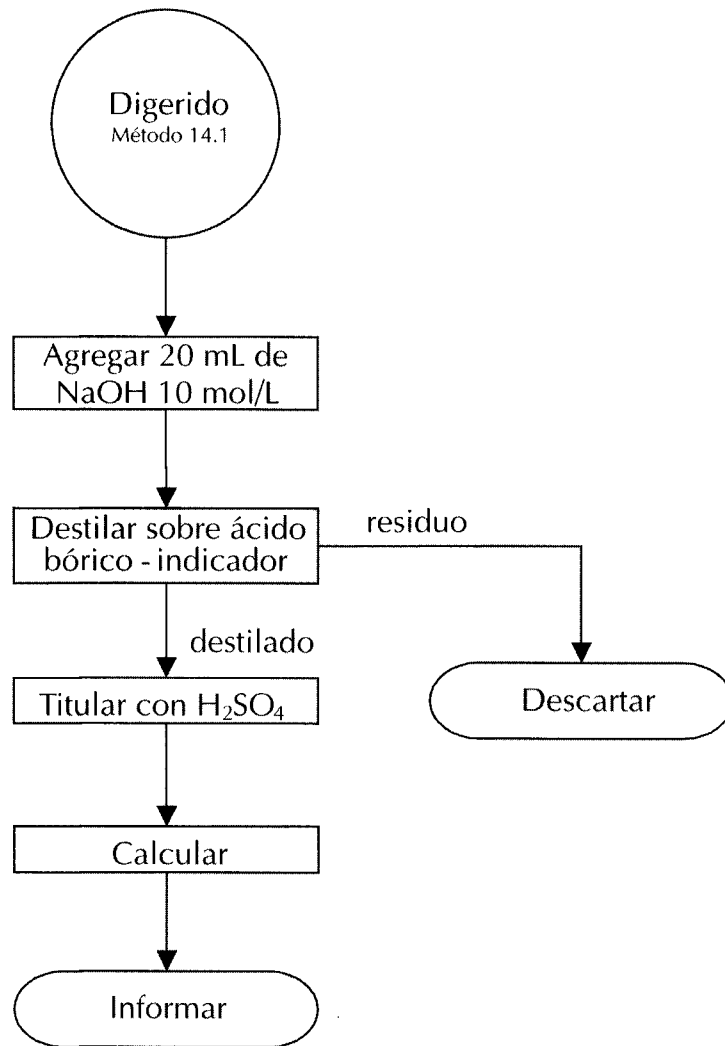 Digerido
Método 14.1
Agregar 20 mL de
NaOH 10 mol/L
Destilar sobre ácido
bórico - indicador
residuo
destilado
Titular con H₂SO₄
Descartar
Calcular
Informar